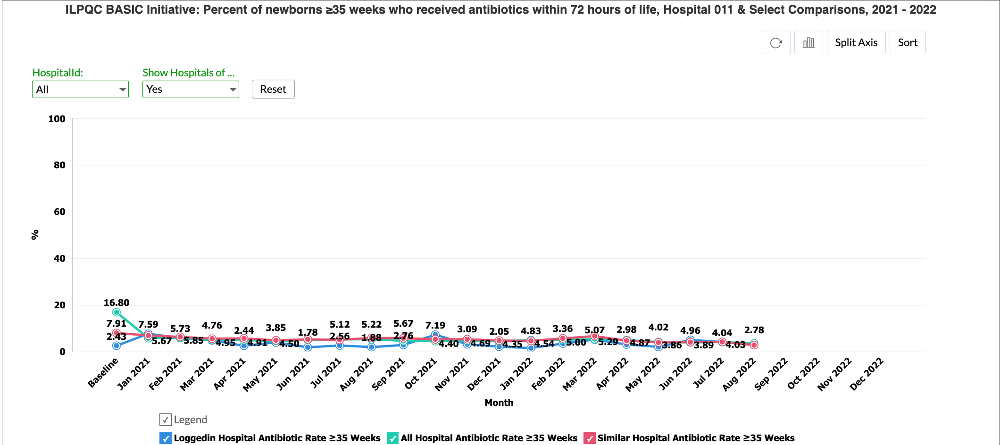 ILPQC BASIC Initiative: Percent of newborns ≥35 weeks who received antibiotics within 72 hours of life, Hospital 011 & Select Comparisons, 2021 - 2022
Split Axis
Sort
HospitalId:
Show Hospitals of ...
All
Yes
Reset
100
80
60
40
20
0
%
16.80
7.91 7.59 5.73 4.76 2.44 3.85 1.78 5.12 5.22 5.67 7.19 3.09 2.05 4.83 3.36 5.07 2.98 4.02 4.96 4.04 2.78
2.43 5.67 5.85 4.95 4.91 4.50 2.56 1.88 2.76 4.40 4.69 4.35 4.54 5.00 5.29 4.87 3.86 3.89 4.03
Baseline
Jan 2021
Feb 2021
Mar 2021
Apr 2021
May 2021
Jun 2021
Jul 2021
Aug 2021
Sep 2021
Oct 2021
Nov 2021
Dec 2021
Jan 2022
Feb 2022
Mar 2022
Apr 2022
May 2022
Jun 2022
Jul 2022
Aug 2022
Sep 2022
Oct 2022
Nov 2022
Dec 2022
Month
Legend
Loggedin Hospital Antibiotic Rate ≥35 Weeks
All Hospital Antibiotic Rate ≥35 Weeks
Similar Hospital Antibiotic Rate ≥35 Weeks